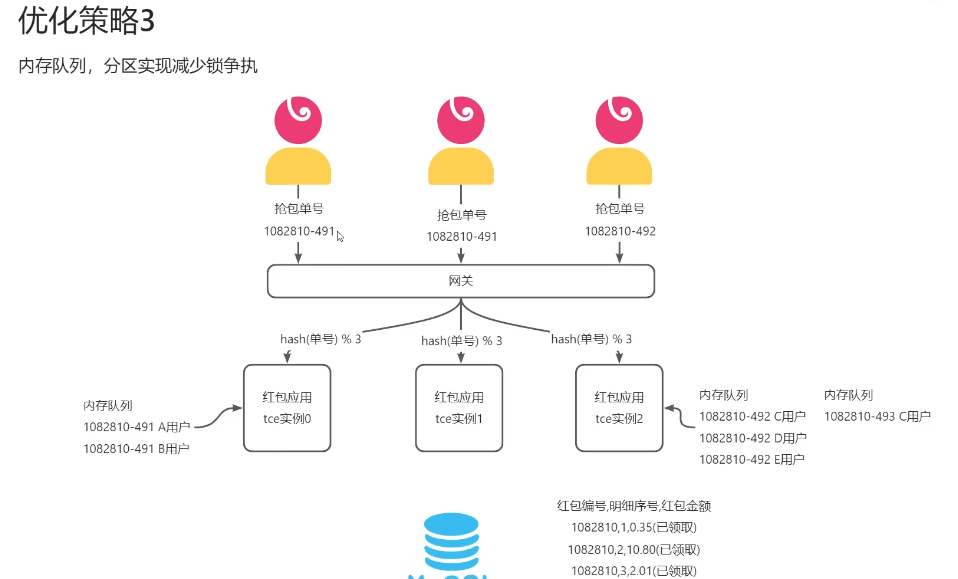 优化策略3
内存队列，分区实现减少锁争执
抢包单号
1082810-491
抢包单号
1082810-491
抢包单号
1082810-492
网关
hash(单号) % 3
hash(单号) % 3
hash(单号) % 3
内存队列
1082810-491 A用户
1082810-491 B用户
红包应用
tce实例0
红包应用
tce实例1
红包应用
tce实例2
内存队列
1082810-492 C用户
1082810-492 D用户
1082810-492 E用户
内存队列
1082810-493 C用户
红包编号,明细序号,红包金额
1082810,1,0.35(已领取)
1082810,2,10.80(已领取)
1082810,3,2.01(已领取)